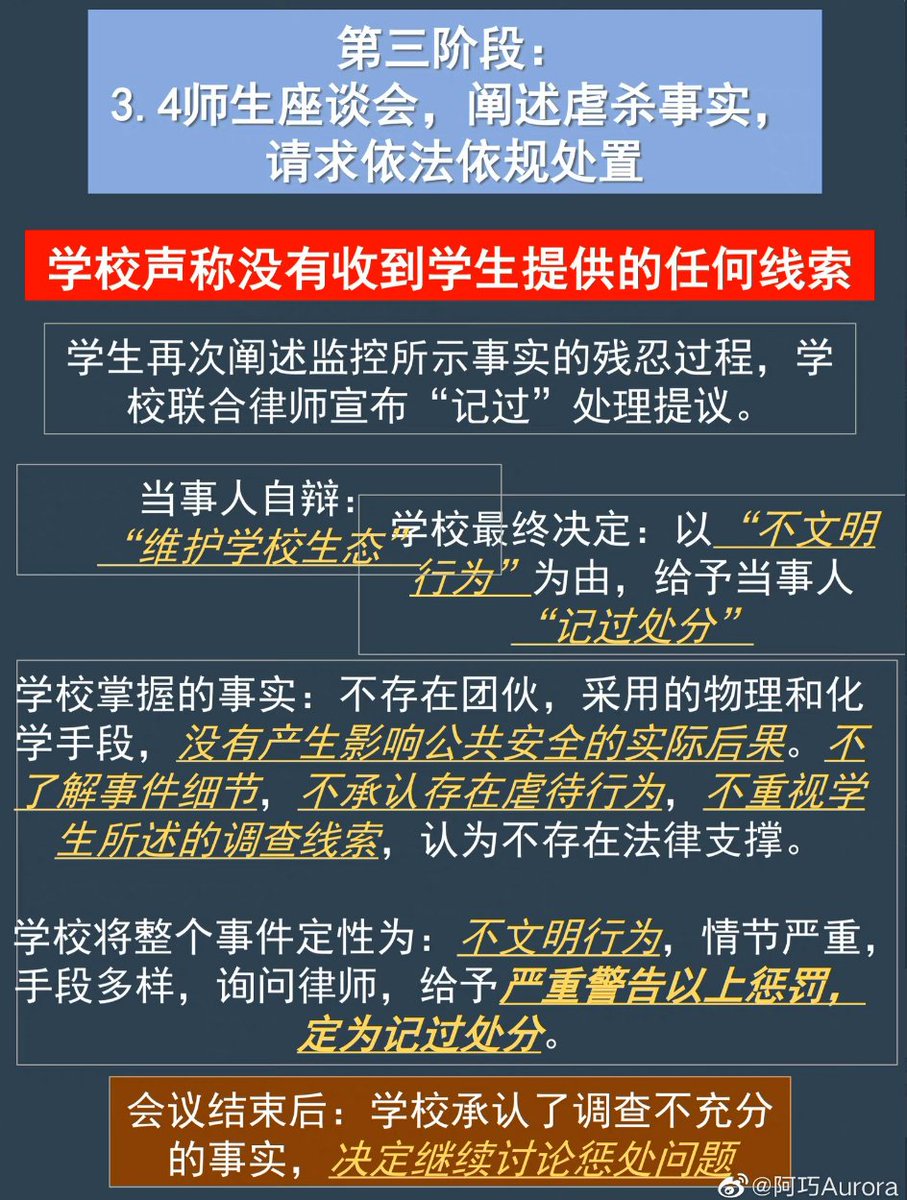 第三阶段：
3.4师生座谈会，阐述虐杀事实，
请求依法依规处置
学校声称没有收到学生提供的任何线索
学生再次阐述监控所示事实的残忍过程，学
校联合律师宣布“记过”处理提议。
当事人自辩：
“维护学校生态”
学校最终决定：以“不文明
行为”为由，给予当事人
“记过处分”
学校掌握的事实：不存在团伙，采用的物理和化
学手段，没有产生影响公共安全的实际后果。不
了解事件细节，不承认存在虐待行为，不重视学
生所述的调查线索，认为不存在法律支撑。
学校将整个事件定性为：不文明行为，情节严重，
手段多样，询问律师，给予严重警告以上惩罚，
定为记过处分。
会议结束后：学校承认了调查不充分
的事实，决定继续讨论惩处问题
@阿巧Aurora